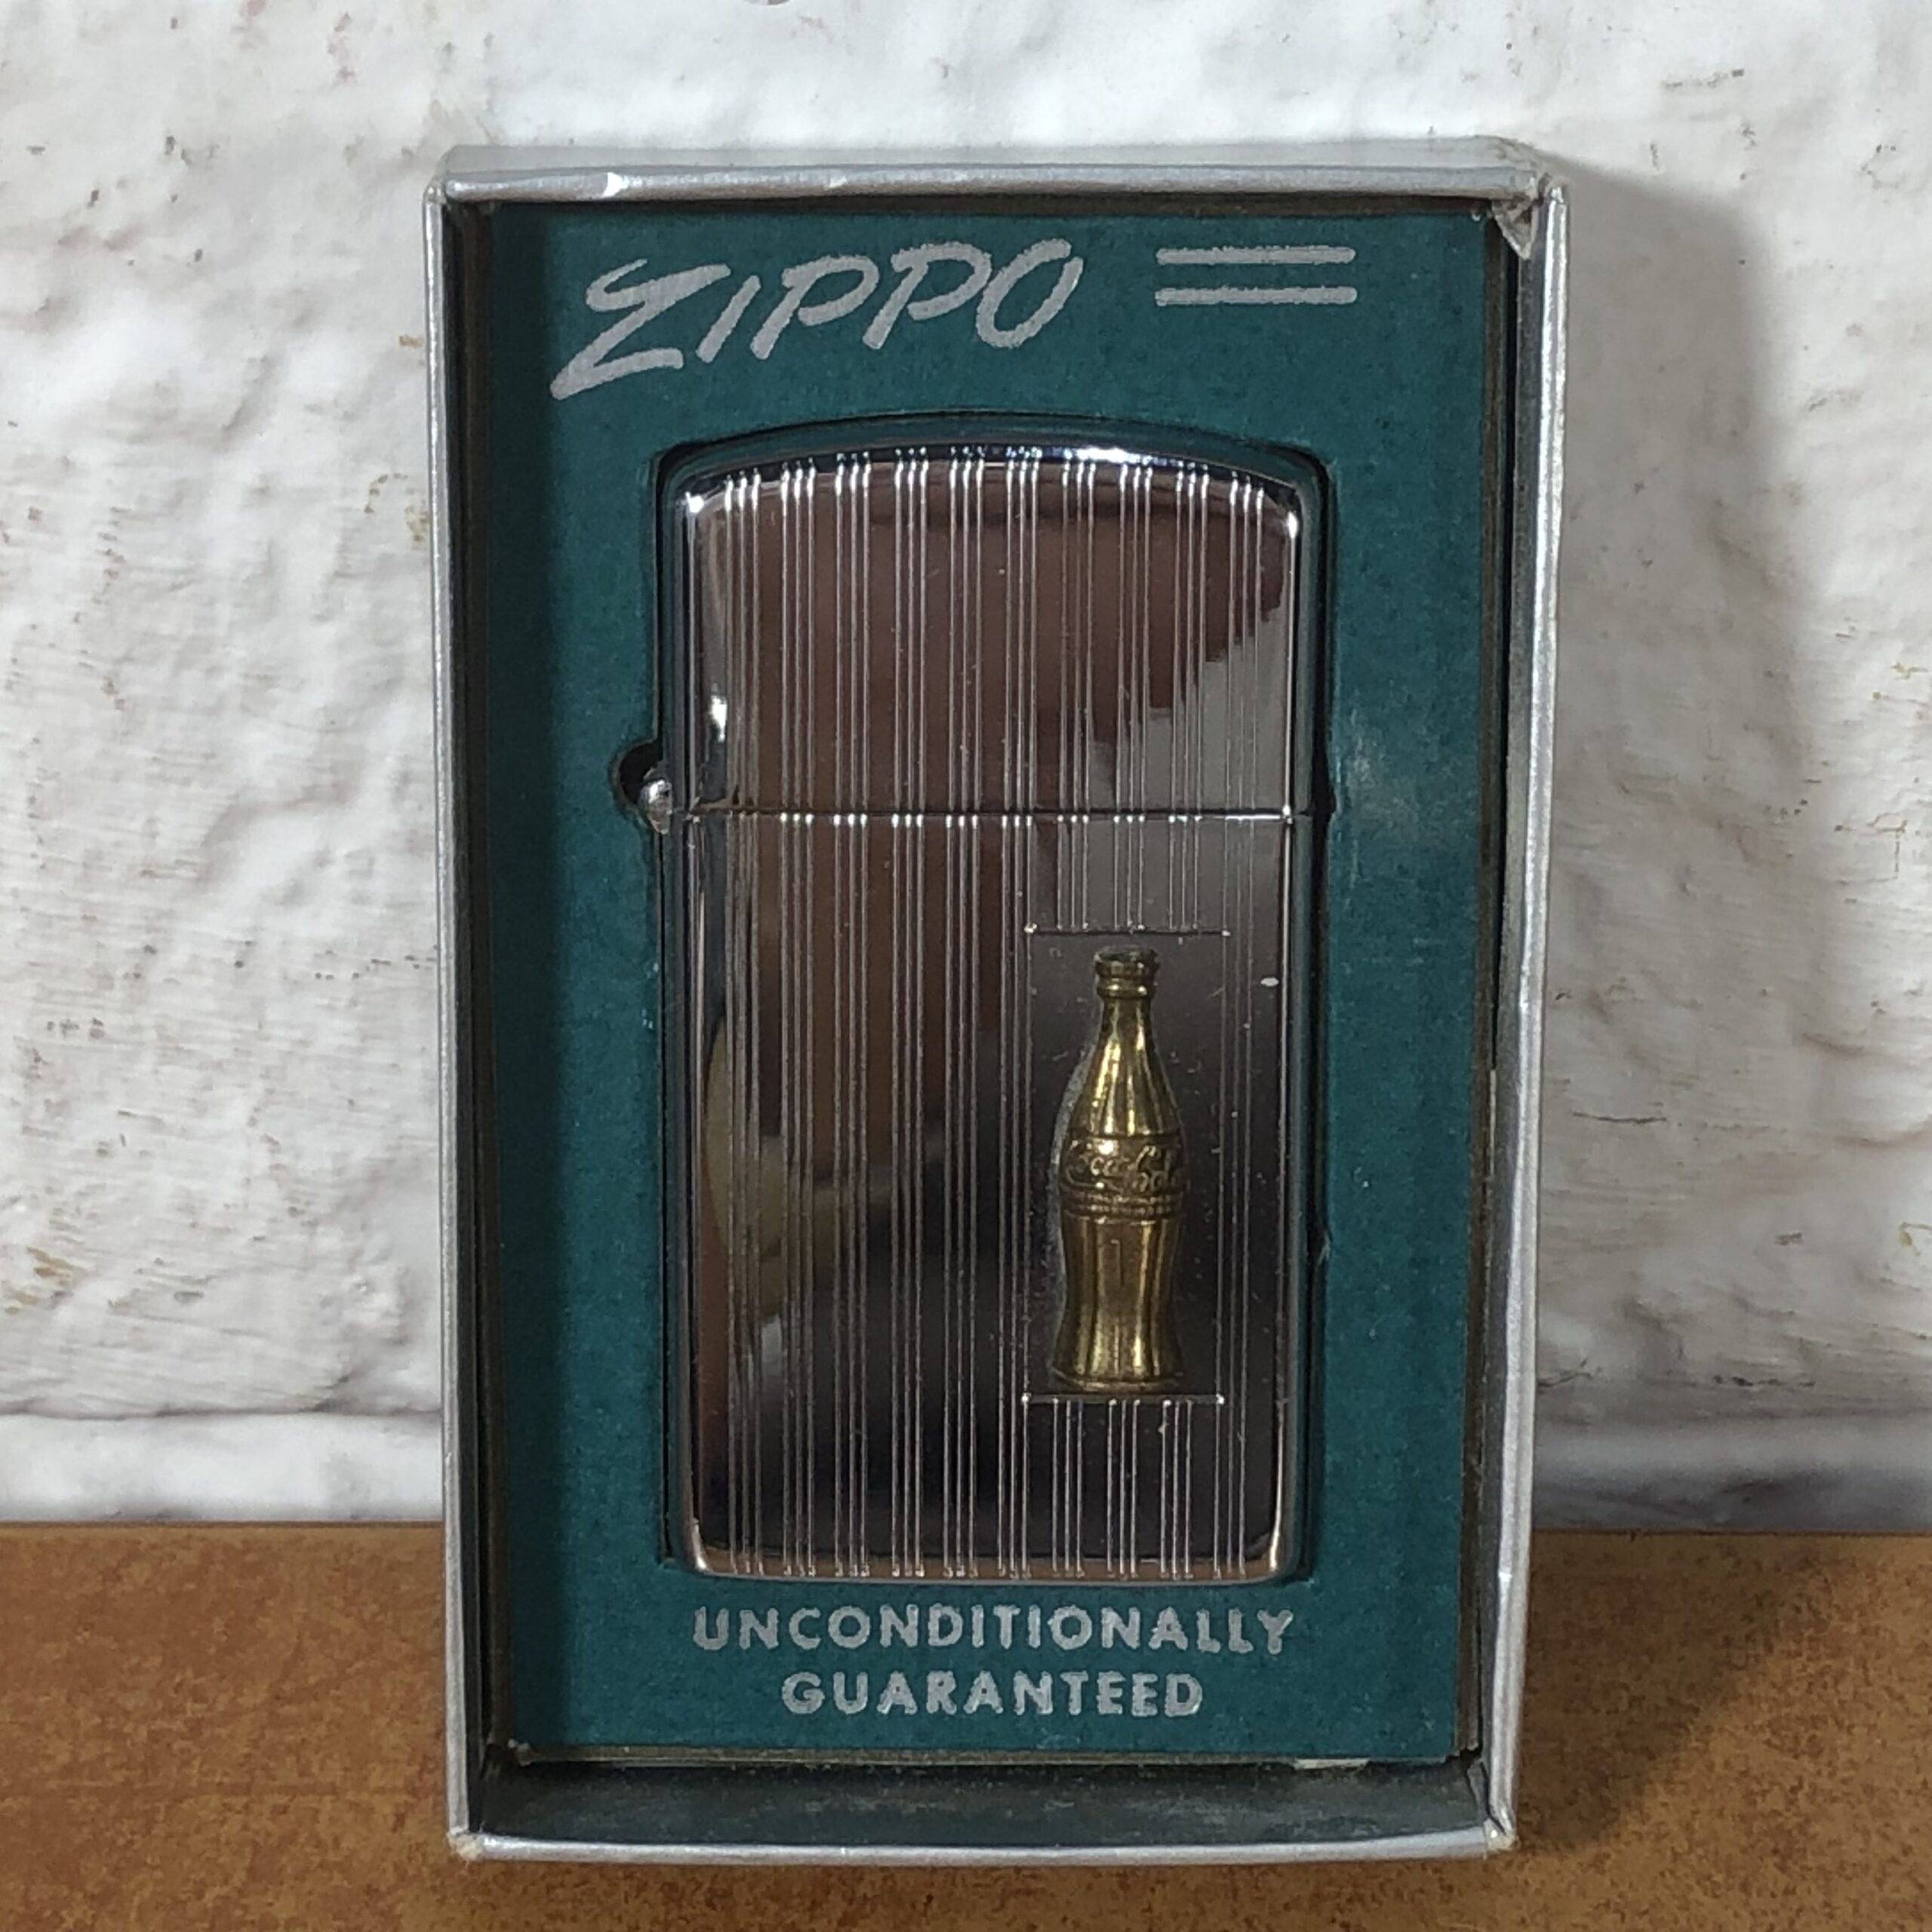 ZIPPO
Coca-Cola
UNCONDITIONALLY
GUARANTEED